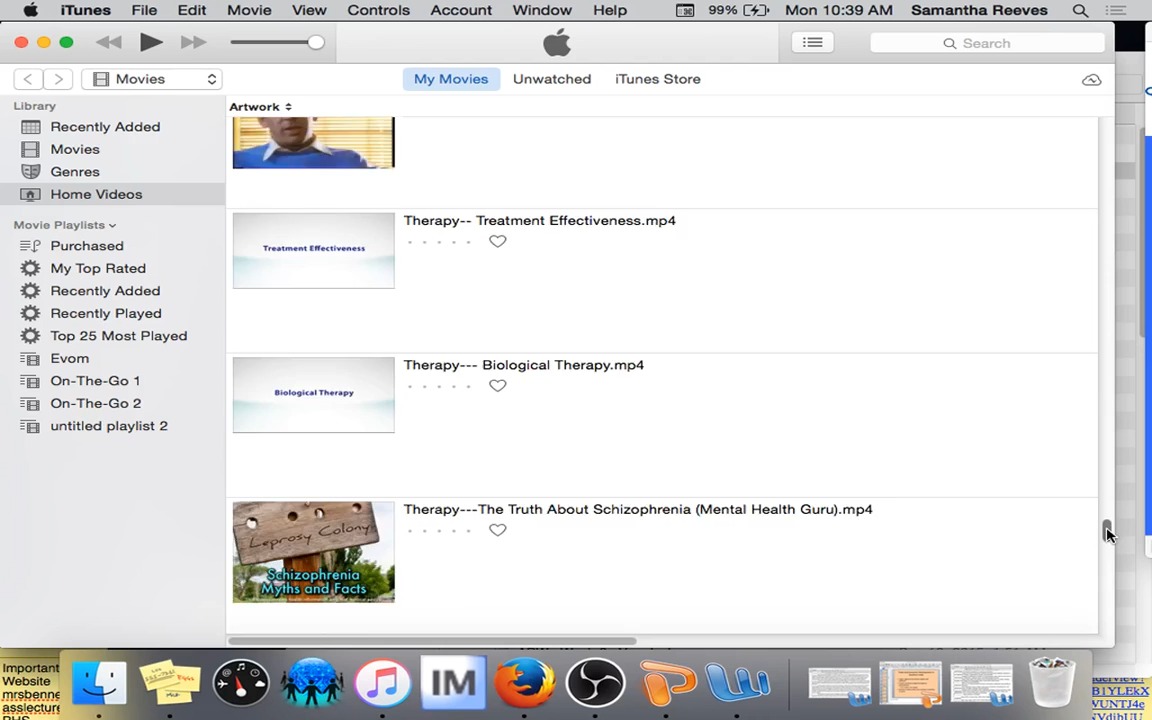 iTunes File Edit Movie View Controls Account Window Help 99% Mon 10:39 AM Samantha Reeves
Search
Movies My Movies Unwatched iTunes Store
Library
Artwork
Recently Added
Movies
Genres
Home Videos
Movie Playlists
Purchased
My Top Rated
Recently Added
Recently Played
Top 25 Most Played
Evom
On-The-Go 1
On-The-Go 2
untitled playlist 2
Treatment Effectiveness
Therapy-- Treatment Effectiveness.mp4
Biological Therapy
Therapy--- Biological Therapy.mp4
Leprosy Colony
Schizophrenia
Myths and Facts
Therapy---The Truth About Schizophrenia (Mental Health Guru).mp4
Important
Website
mrsbenne
asslecture
IM
B1YLEkX
VUNTJ4e